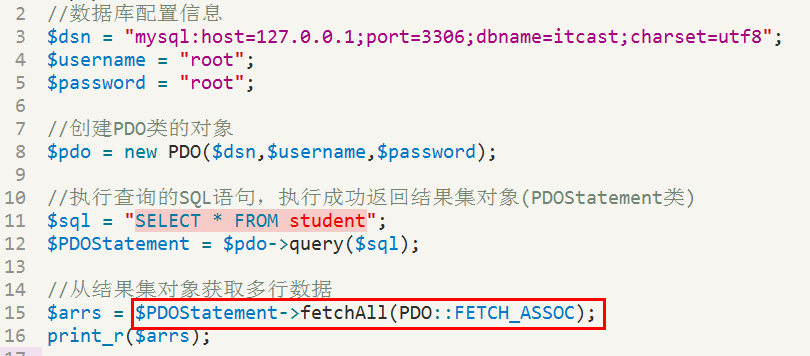 2 //数据库配置信息
3 $dsn = "mysql:host=127.0.0.1;port=3306;dbname=itcast;charset=utf8";
4 $username = "root";
5 $password = "root";
6
7 //创建PDO类的对象
8 $pdo = new PDO($dsn,$username,$password);
9
10 //执行查询的SQL语句，执行成功返回结果集对象(PDOStatement类)
11 $sql = "SELECT * FROM student";
12 $PDOStatement = $pdo->query($sql);
13
14 //从结果集对象获取多行数据
15 $arrs = $PDOStatement->fetchAll(PDO::FETCH_ASSOC);
16 print_r($arrs);
17